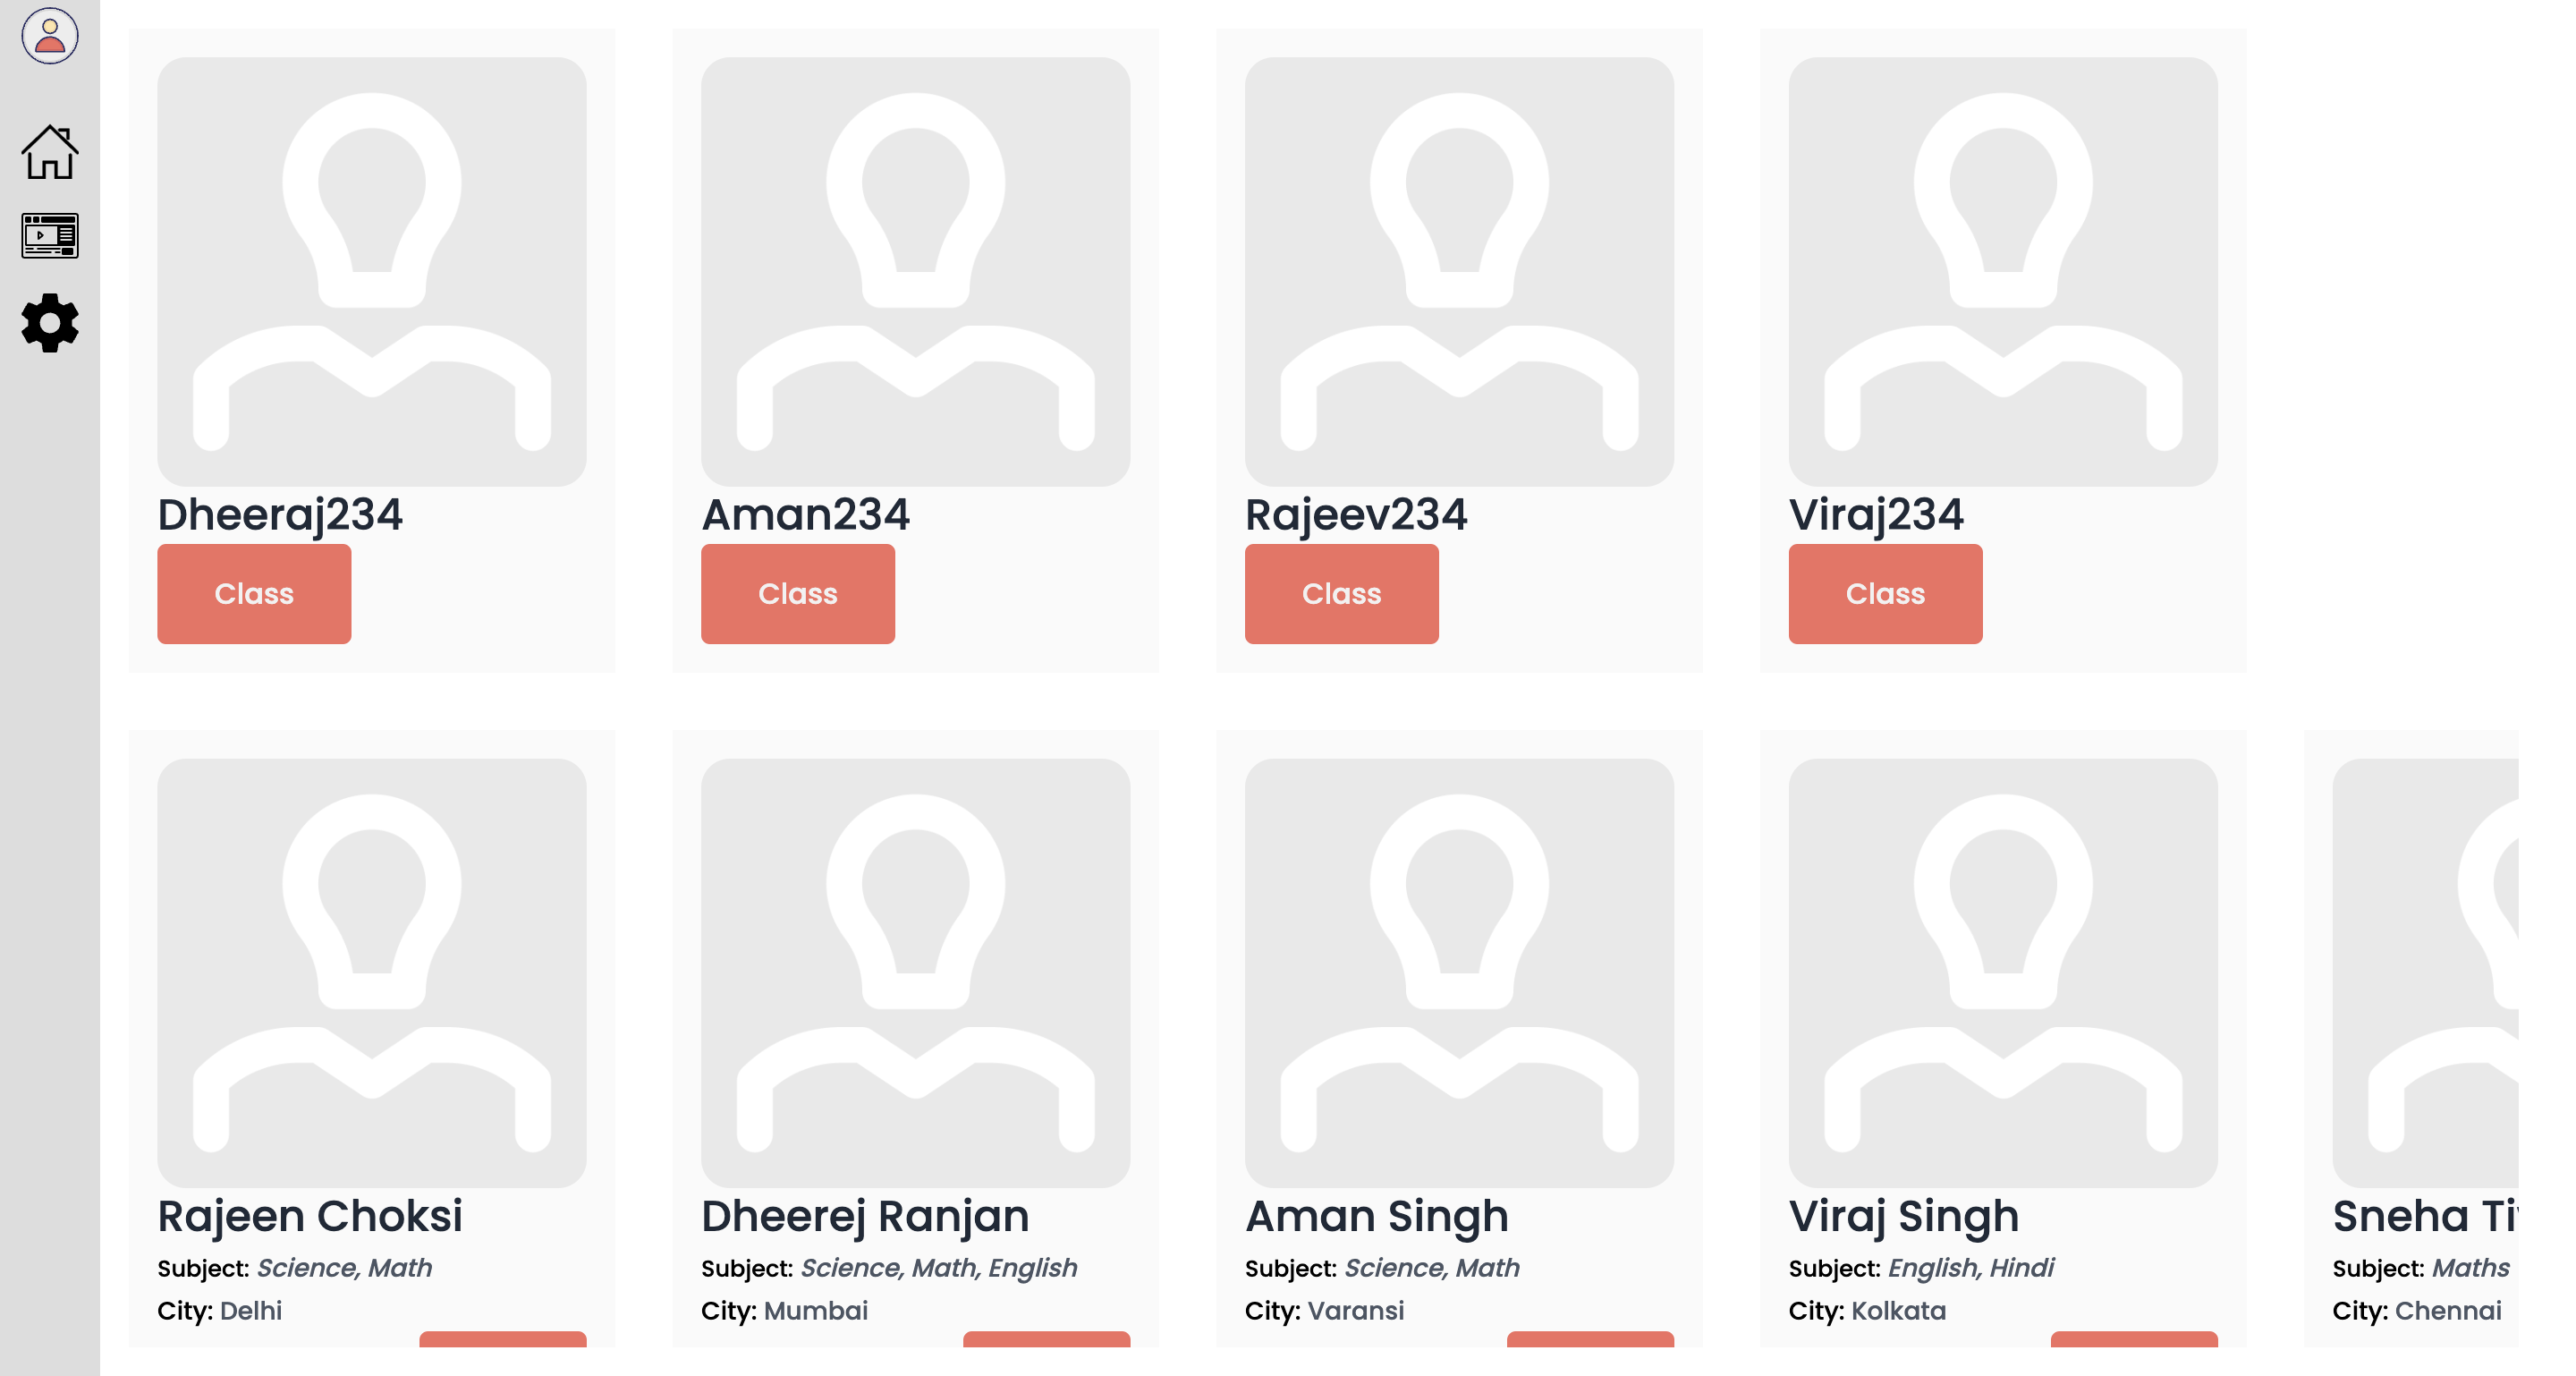 Dheeraj234
Class
Aman234
Class
Rajeev234
Class
Viraj234
Class
Rajeen Choksi
Subject: Science, Math
City: Delhi
Dheerej Ranjan
Subject: Science, Math, English
City: Mumbai
Aman Singh
Subject: Science, Math
City: Varansi
Viraj Singh
Subject: English, Hindi
City: Kolkata
Sneha
Subject: Maths
City: Chennai